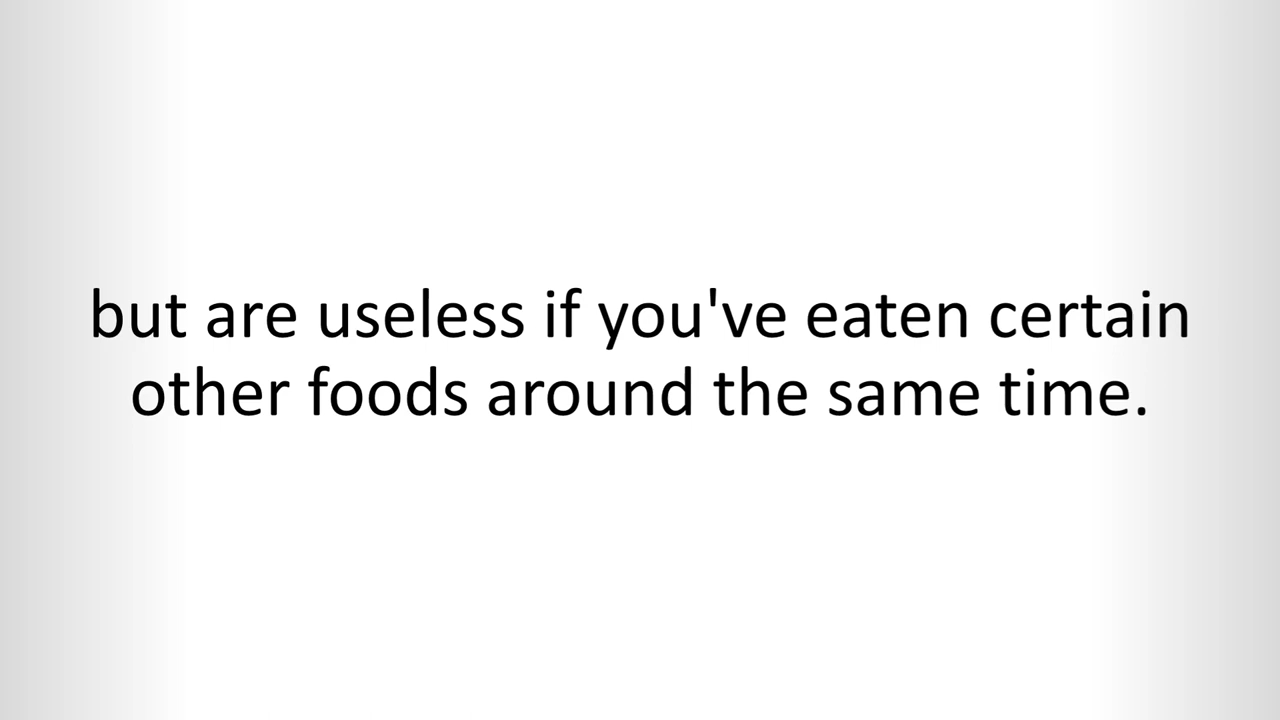 but are useless if you've eaten certain
other foods around the same time.